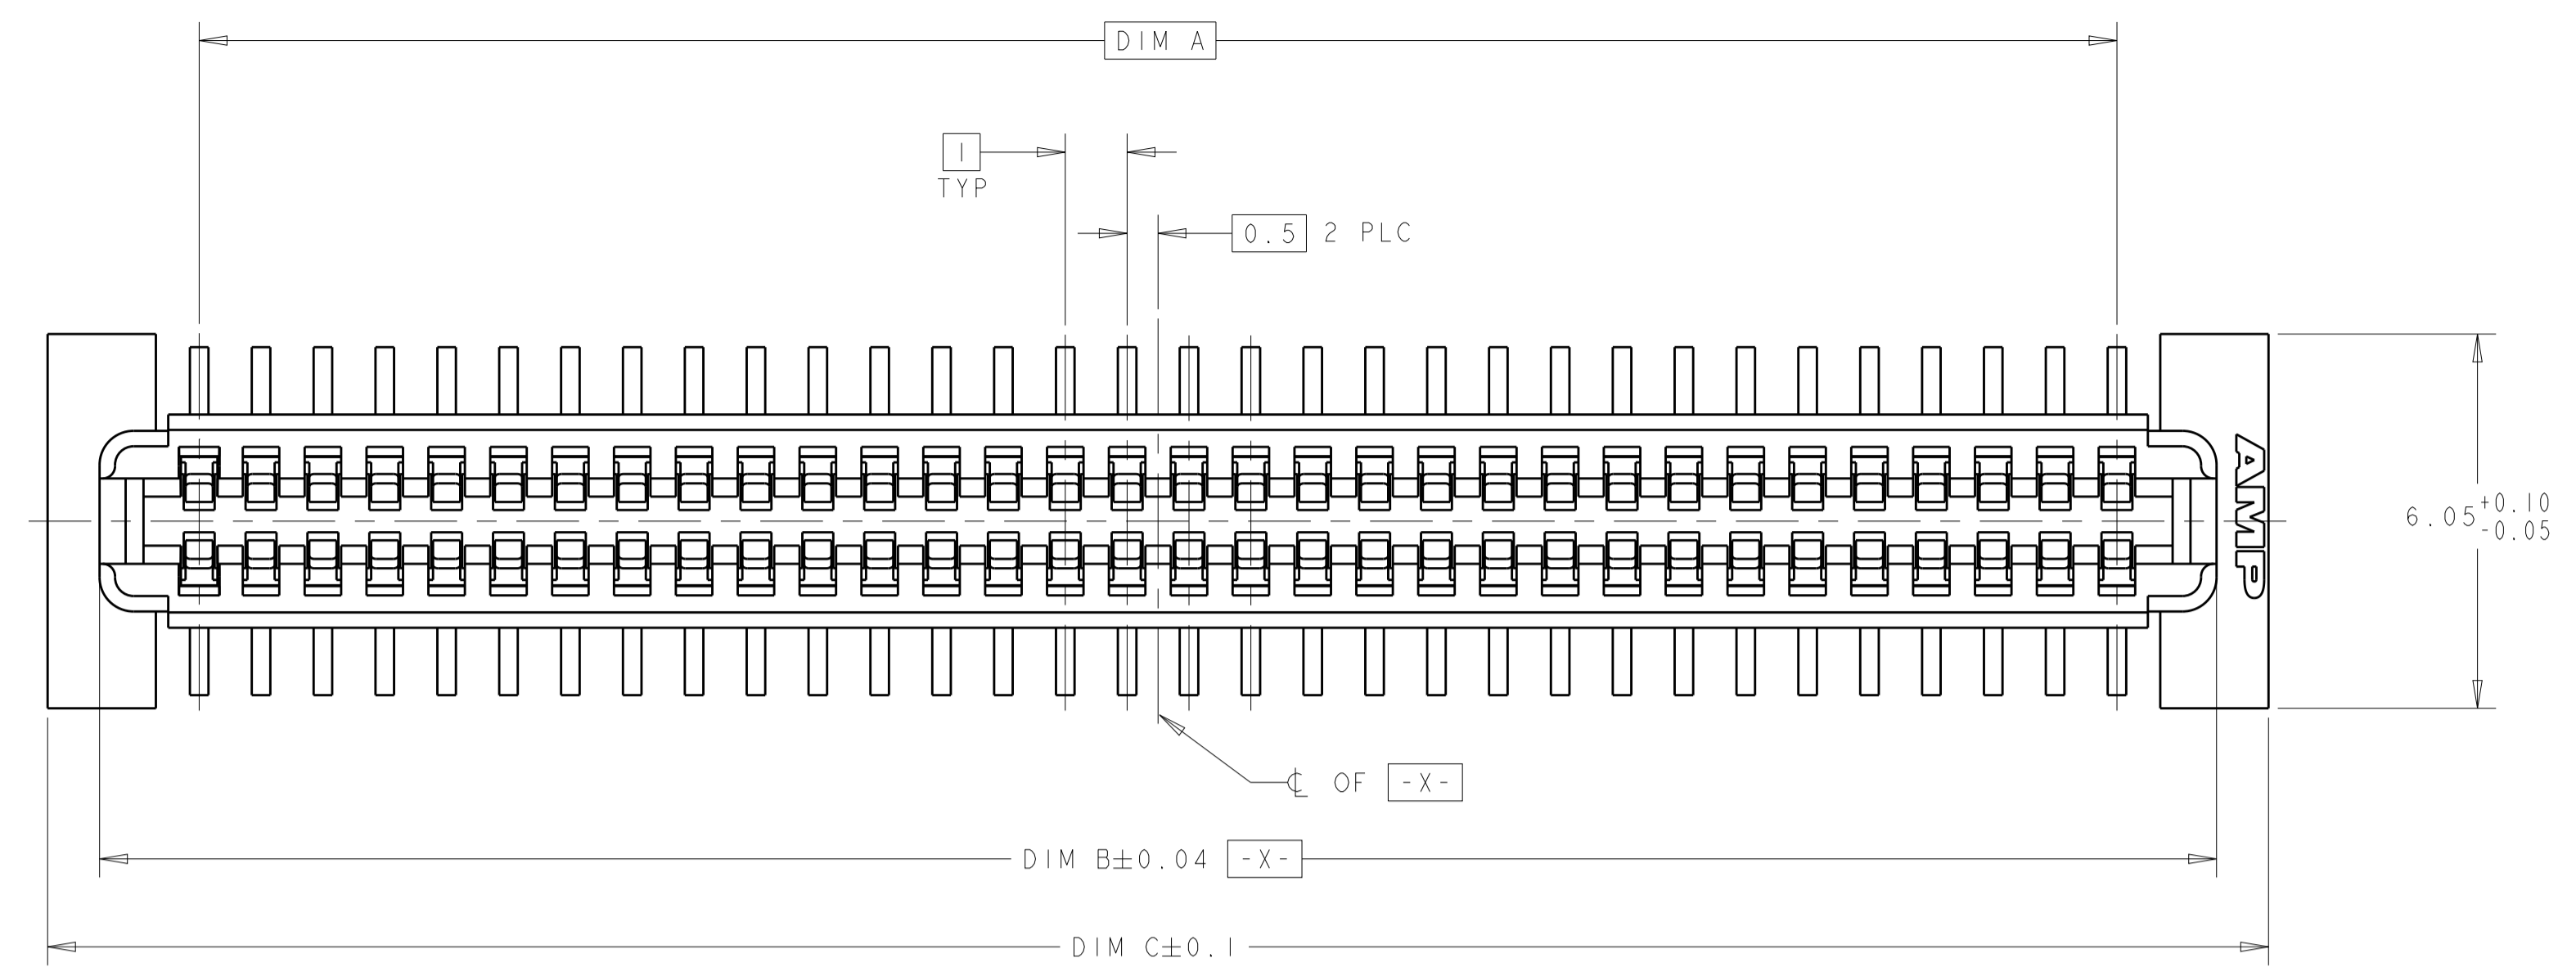 DIM A
1
TYP
0.5 2 PLC
AMP
6.05 +0.10
-0.05
℄ OF -X-
DIM B±0.04 -X-
DIM C±0.1